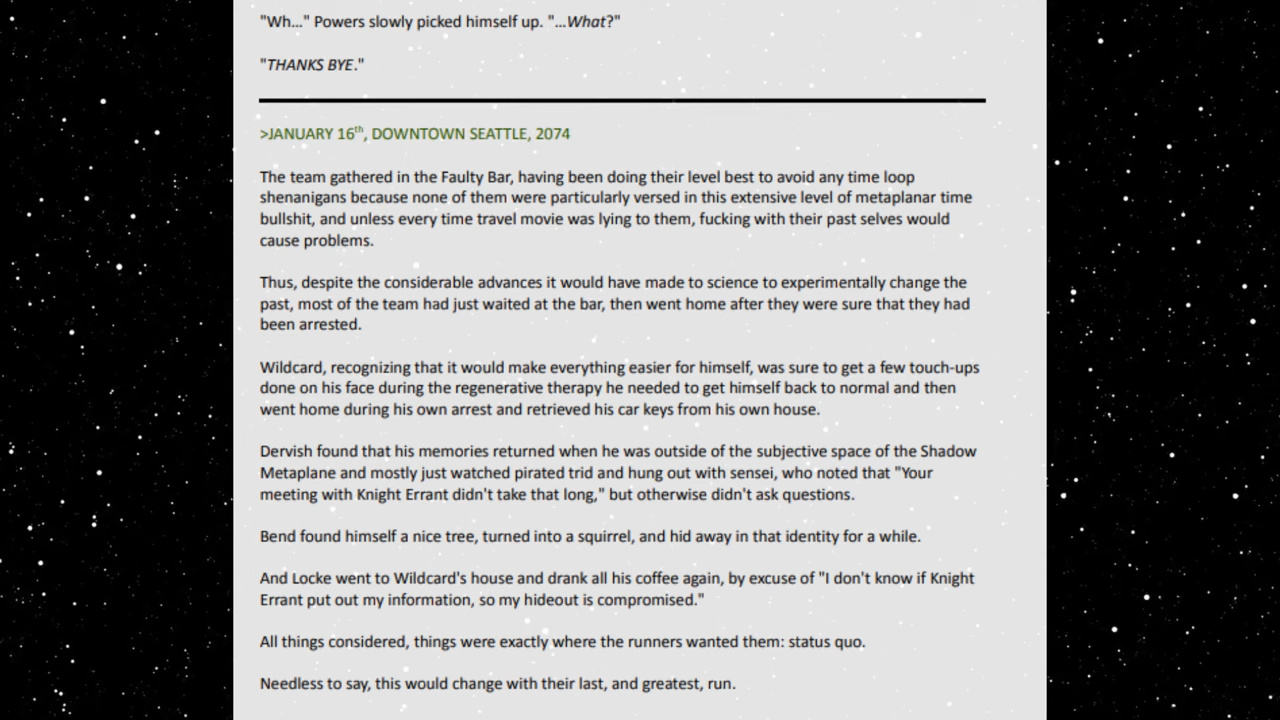 "Wh..." Powers slowly picked himself up. "...What?"
"THANKS BYE."
>JANUARY 16th, DOWNTOWN SEATTLE, 2074
The team gathered in the Faulty Bar, having been doing their level best to avoid any time loop
shenanigans because none of them were particularly versed in this extensive level of metaplanar time
bullshit, and unless every time travel movie was lying to them, fucking with their past selves would
cause problems.
Thus, despite the considerable advances it would have made to science to experimentally change the
past, most of the team had just waited at the bar, then went home after they were sure that they had
been arrested.
Wildcard, recognizing that it would make everything easier for himself, was sure to get a few touch-ups
done on his face during the regenerative therapy he needed to get himself back to normal and then
went home during his own arrest and retrieved his car keys from his own house.
Dervish found that his memories returned when he was outside of the subjective space of the Shadow
Metaplane and mostly just watched pirated trid and hung out with sensei, who noted that "Your
meeting with Knight Errant didn't take that long," but otherwise didn't ask questions.
Bend found himself a nice tree, turned into a squirrel, and hid away in that identity for a while.
And Locke went to Wildcard's house and drank all his coffee again, by excuse of "I don't know if Knight
Errant put out my information, so my hideout is compromised."
All things considered, things were exactly where the runners wanted them: status quo.
Needless to say, this would change with their last, and greatest, run.